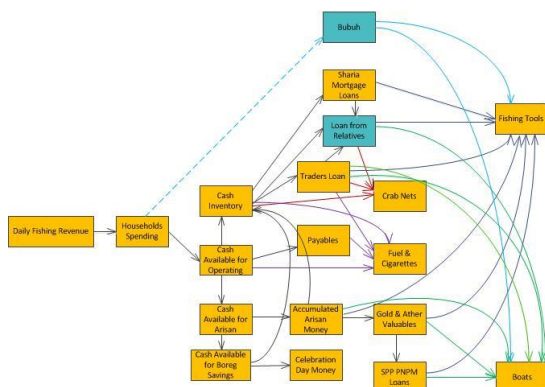 Bubuh
Sharia
Mortgage
Loans
Fishing Tools
Loan from
Relatives
Traders Loan
Cash
Inventory
Crab Nets
Daily Fishing Revenue
Households
Spending
Payables
Cash
Available for
Operating
Fuel &
Cigarettes
Cash
Available for
Arisan
Accumulated
Arisan
Money
Gold & Ather
Valuables
Cash Available
for Boreg
Savings
Celebration
Day Money
SPP PNPM
Loans
Boats